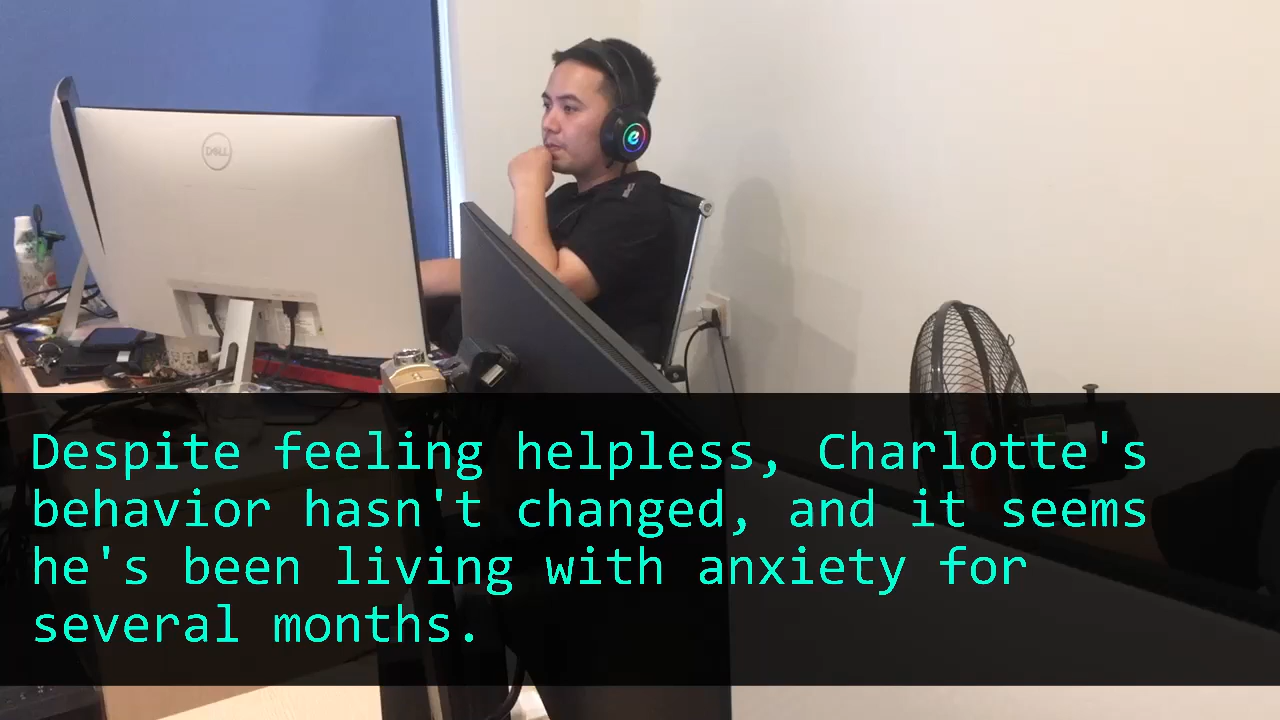 DELL
Despite feeling helpless, Charlotte's
behavior hasn't changed, and it seems
he's been living with anxiety for
several months.